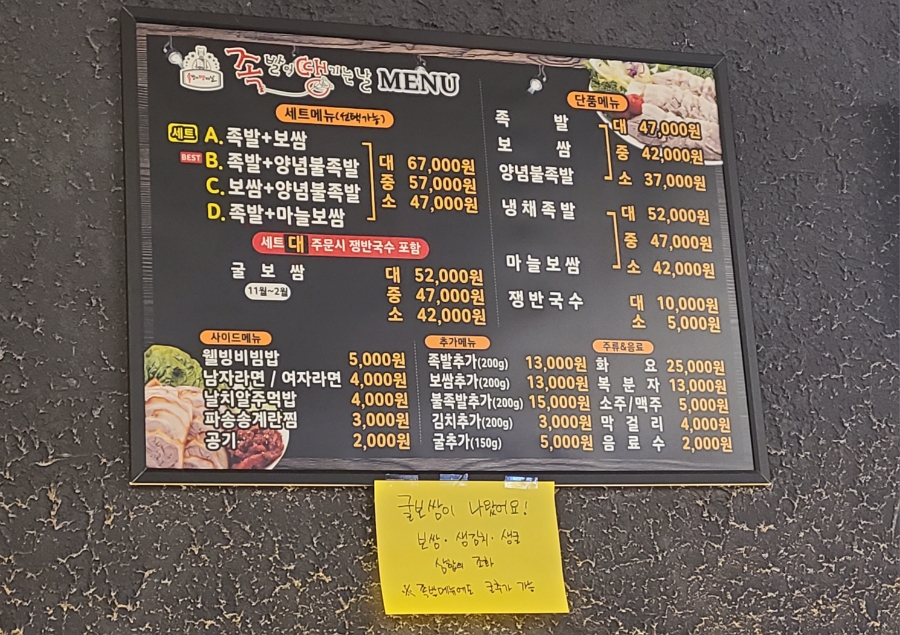 족발이땡기는날 MENU
세트메뉴(선택가능)
세트 A. 족발+보쌈
BEST B. 족발+양념불족발
C. 보쌈+양념불족발
D. 족발+마늘보쌈
대 67,000원
중 57,000원
소 47,000원
세트 대 주문시 쟁반국수 포함
굴 보 쌈
11월~2월
대 52,000원
중 47,000원
소 42,000원
단품메뉴
족 발
보 쌈
양념불족발
대 47,000원
중 42,000원
소 37,000원
냉채족발
마늘보쌈
대 52,000원
중 47,000원
소 42,000원
쟁반국수
대 10,000원
소 5,000원
사이드메뉴
웰빙비빔밥 5,000원
남자라면 / 여자라면 4,000원
날치알주먹밥 4,000원
파송송계란찜 3,000원
공기 2,000원
추가메뉴
족발추가(200g) 13,000원
보쌈추가(200g) 13,000원
불족발추가(200g) 15,000원
김치추가(200g) 3,000원
굴추가(150g) 5,000원
주류&음료
화 요 25,000원
복 분 자 13,000원
소주/맥주 5,000원
막 걸 리 4,000원
음 료 수 2,000원
굴보쌈이 나왔어요!
보쌈·생김치·생굴
삼합의 조화
※ 족발메뉴에도 굴추가 가능